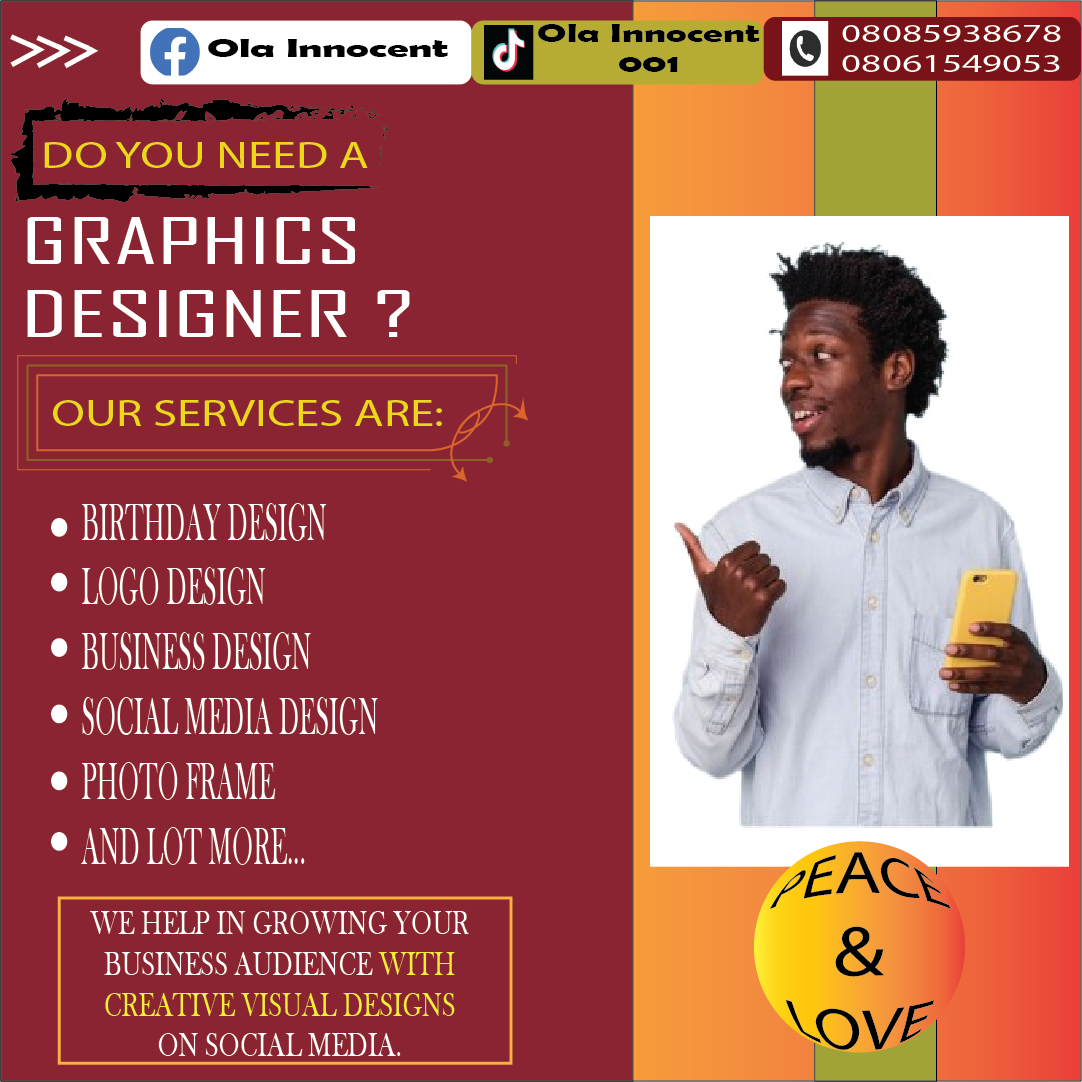 Ola Innocent
Ola Innocent
001
08085938678
08061549053
DO YOU NEED A
GRAPHICS
DESIGNER ?
OUR SERVICES ARE:
BIRTHDAY DESIGN
LOGO DESIGN
BUSINESS DESIGN
SOCIAL MEDIA DESIGN
PHOTO FRAME
AND LOT MORE...
WE HELP IN GROWING YOUR
BUSINESS AUDIENCE WITH
CREATIVE VISUAL DESIGNS
ON SOCIAL MEDIA.
PEACE
&
LOVE